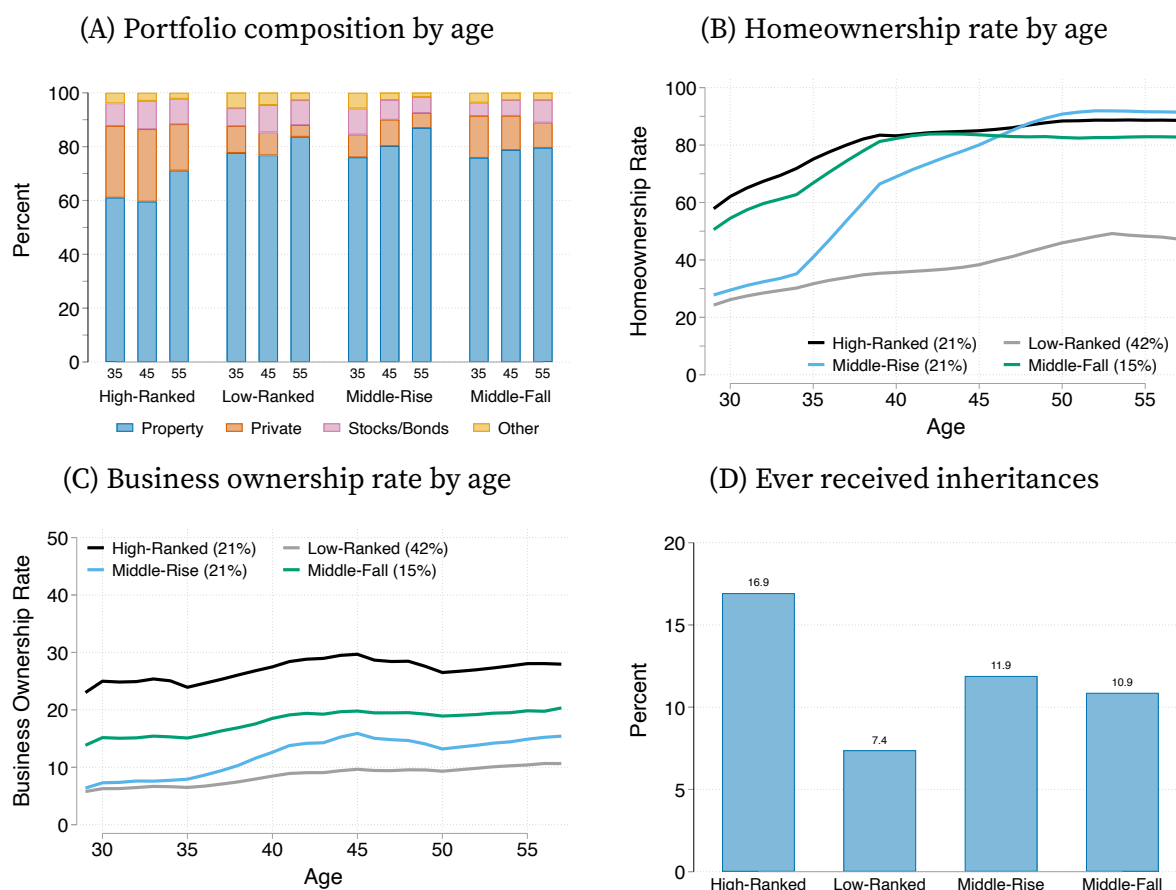 (A) Portfolio composition by age
100
80
60
40
20
0
Percent
35 45 55 35 45 55 35 45 55 35 45 55
High-Ranked Low-Ranked Middle-Rise Middle-Fall
Property Private Stocks/Bonds Other
(B) Homeownership rate by age
100
80
60
40
20
0
Homeownership Rate
High-Ranked (21%) Low-Ranked (42%)
Middle-Rise (21%) Middle-Fall (15%)
30 35 40 45 50 55
Age
(C) Business ownership rate by age
50
40
30
20
10
0
Business Ownership Rate
High-Ranked (21%) Low-Ranked (42%)
Middle-Rise (21%) Middle-Fall (15%)
30 35 40 45 50 55
Age
(D) Ever received inheritances
20
15
10
5
0
Percent
16.9
7.4
11.9
10.9
High-Ranked Low-Ranked Middle-Rise Middle-Fall